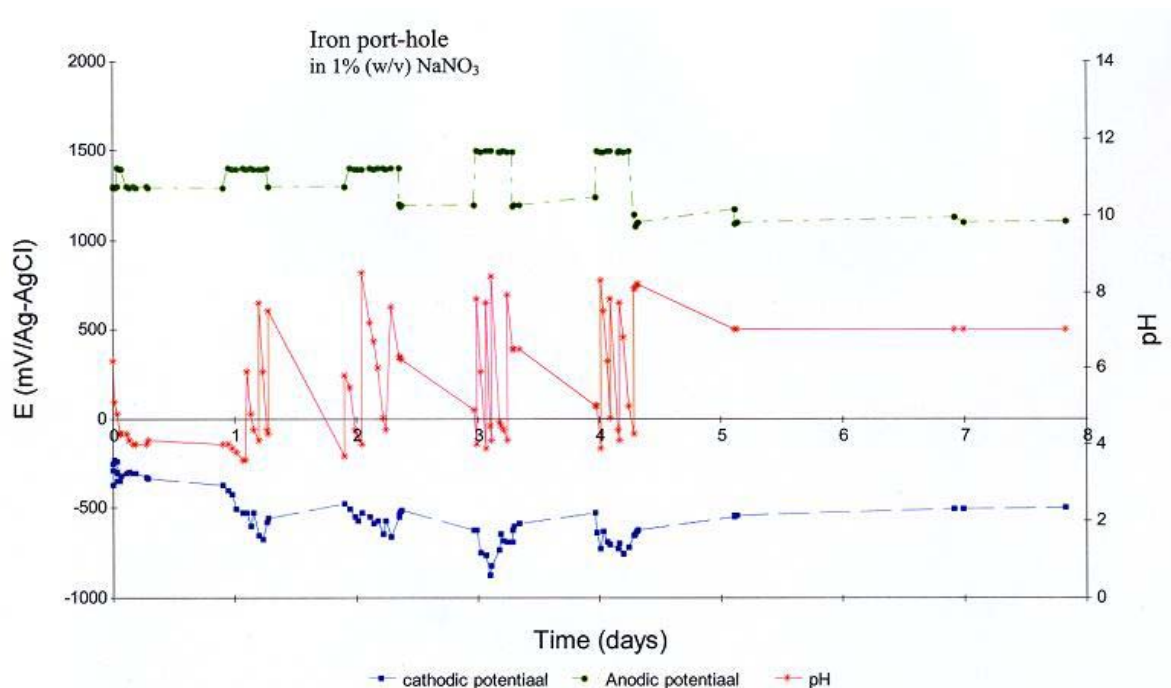 Iron port-hole
in 1% (w/v) NaNO₃
2000
1500
1000
500
0
-500
-1000
E (mV/Ag-AgCl)
14
12
10
8
6
4
2
0
pH
0 1 2 3 4 5 6 7 8
Time (days)
cathodic potentiaal Anodic potentiaal pH